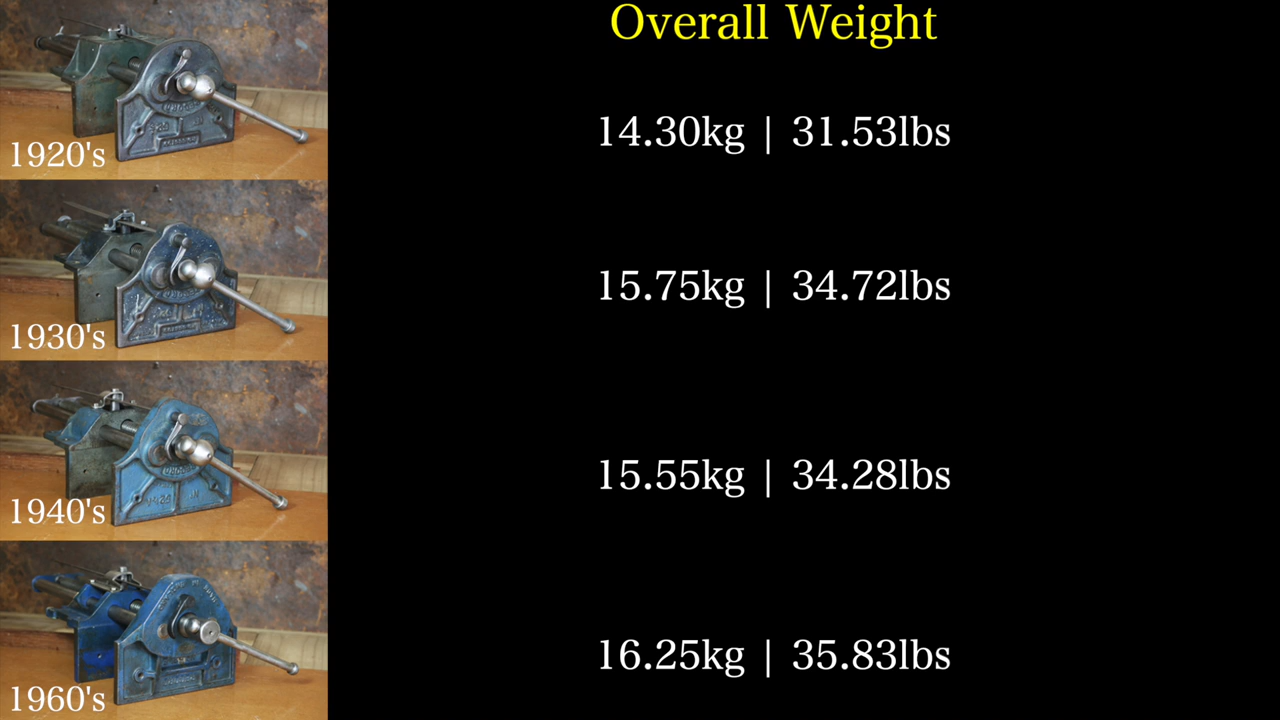 Overall Weight
1920's
14.30kg | 31.53lbs
1930's
15.75kg | 34.72lbs
1940's
15.55kg | 34.28lbs
1960's
16.25kg | 35.83lbs